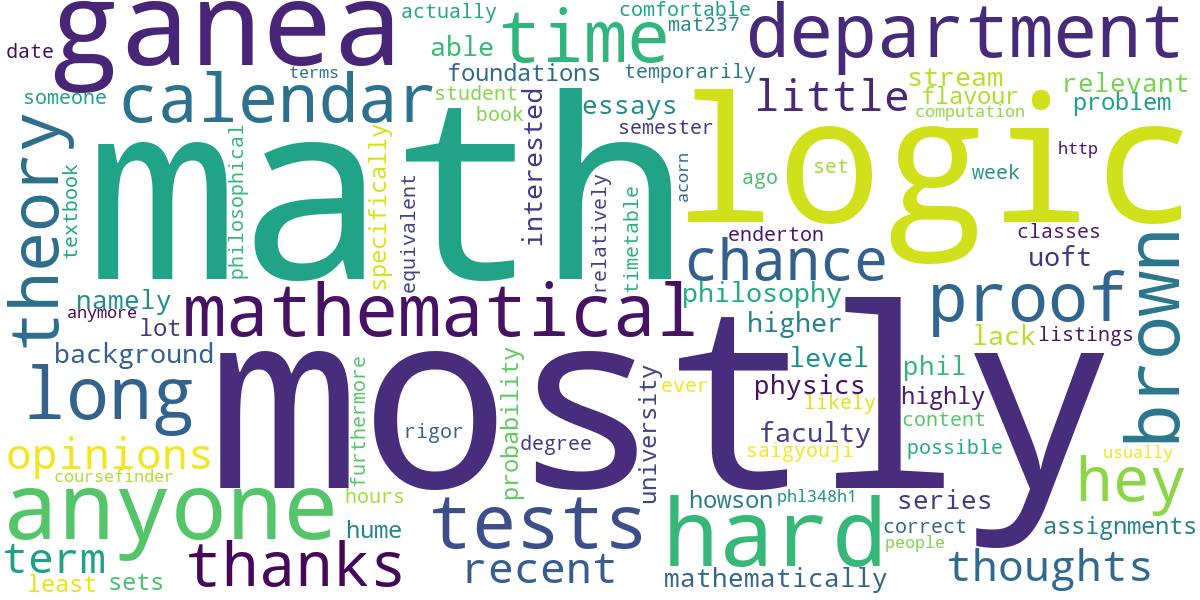 date
ganea
actually
able
time
comfortable
mat237
department
someone
calendar
terms
foundations
student
book
temporarily
essays
semester
little
stream
flavour
computation
relevant
problem
theory
textbook
philosophical
math
specifically
equivalent
interested
relatively
timetable
acorn
logic
ago
set
week
http
enderton
classes
uoft
chance
brown
namely
anymore
lot
mathematical
philosophy
higher
proof
lack
listings
background
long
mostly
level
physics
likely
phil
highly
content
possible
usually
furthermore
rigor
degree
probability
university
ever
faculty
saigyouji
opinions
coursefinder
hey
anyone
hours
hume
tests
hard
howson
phl348h1
series
correct
people
assignments
term
least
sets
thanks
recent
mathematically
thoughts